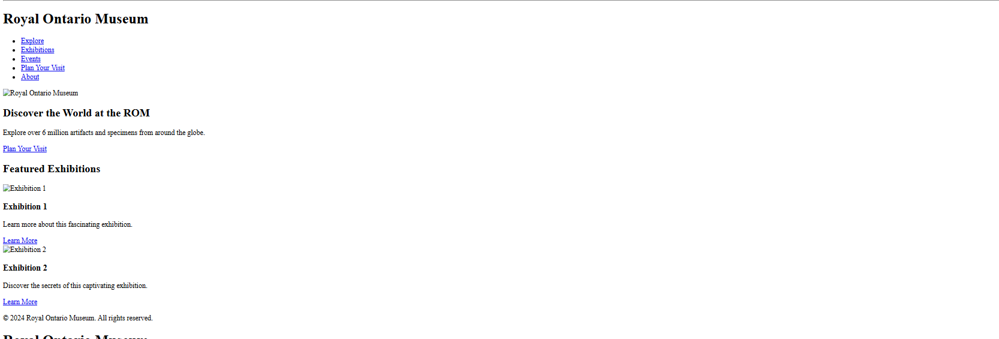 Royal Ontario Museum
Explore
Exhibitions
Events
Plan Your Visit
About
Royal Ontario Museum
Discover the World at the ROM
Explore over 6 million artifacts and specimens from around the globe.
Plan Your Visit
Featured Exhibitions
Exhibition 1
Exhibition 1
Learn more about this fascinating exhibition.
Learn More
Exhibition 2
Exhibition 2
Discover the secrets of this captivating exhibition.
Learn More
© 2024 Royal Ontario Museum. All rights reserved.
Royal Ontario Museum